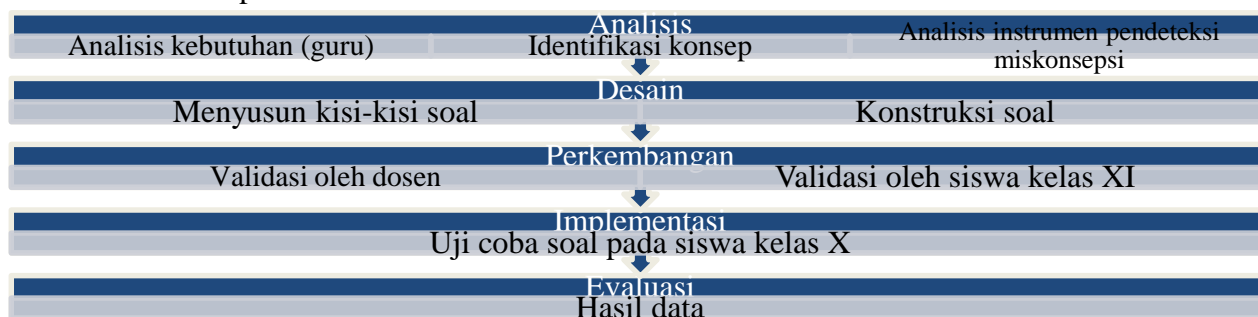 Analisis
Analisis kebutuhan (guru) Identifikasi konsep Analisis instrumen pendeteksi
miskonsepsi
Desain
Menyusun kisi-kisi soal Konstruksi soal
Perkembangan
Validasi oleh dosen Validasi oleh siswa kelas XI
Implementasi
Uji coba soal pada siswa kelas X
Evaluasi
Hasil data